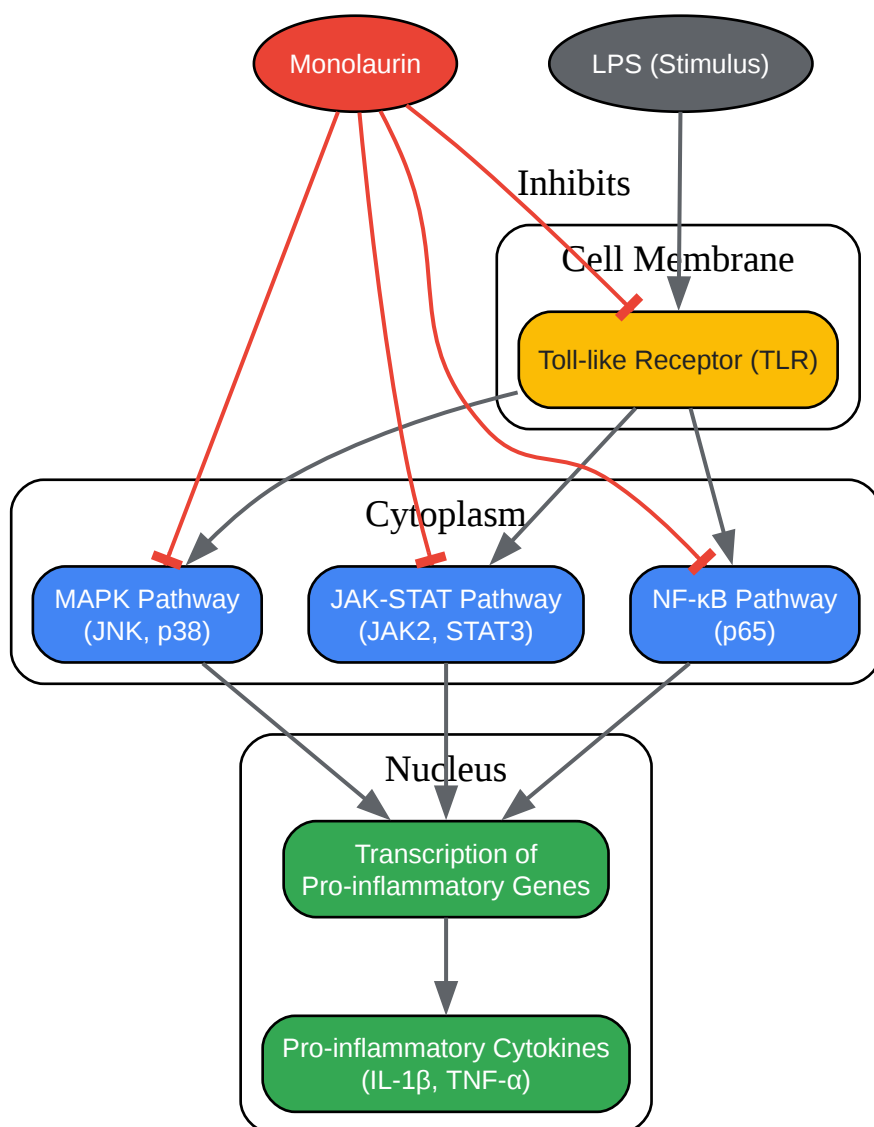 Monolaurin
LPS (Stimulus)
Inhibits
Cell Membrane
Toll-like Receptor (TLR)
Cytoplasm
MAPK Pathway
(JNK, p38)
JAK-STAT Pathway
(JAK2, STAT3)
NF-κB Pathway
(p65)
Nucleus
Transcription of
Pro-inflammatory Genes
Pro-inflammatory Cytokines
(IL-1β, TNF-α)